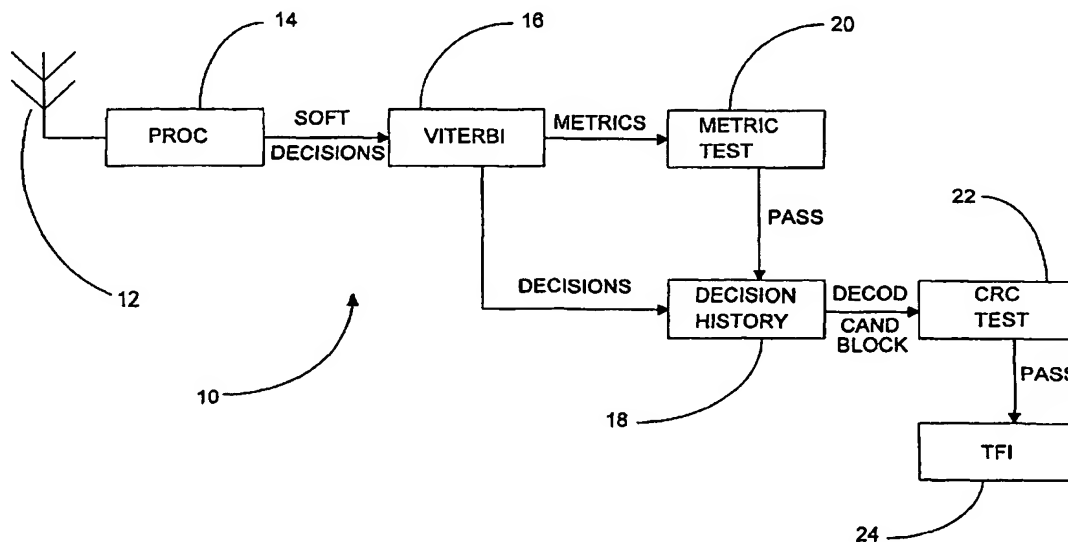 14
16
20
PROC
SOFT
DECISIONS
VITERBI
METRICS
METRIC
TEST
22
PASS
12
DECISIONS
DECISION
HISTORY
DECOD
CAND
BLOCK
CRC
TEST
10
18
PASS
TFI
24